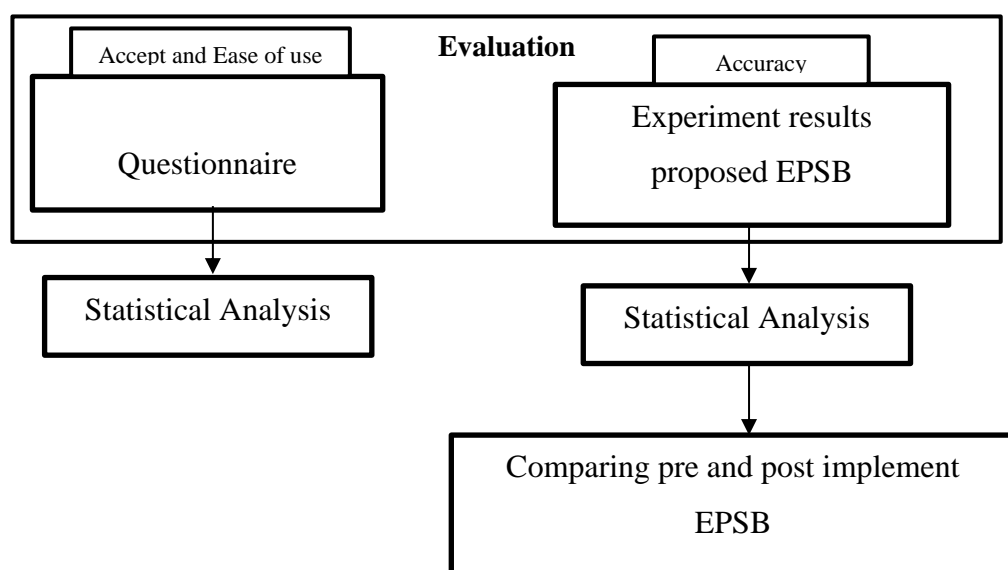 Evaluation
Accept and Ease of use
Questionnaire
Statistical Analysis
Accuracy
Experiment results
proposed EPSB
Statistical Analysis
Comparing pre and post implement
EPSB